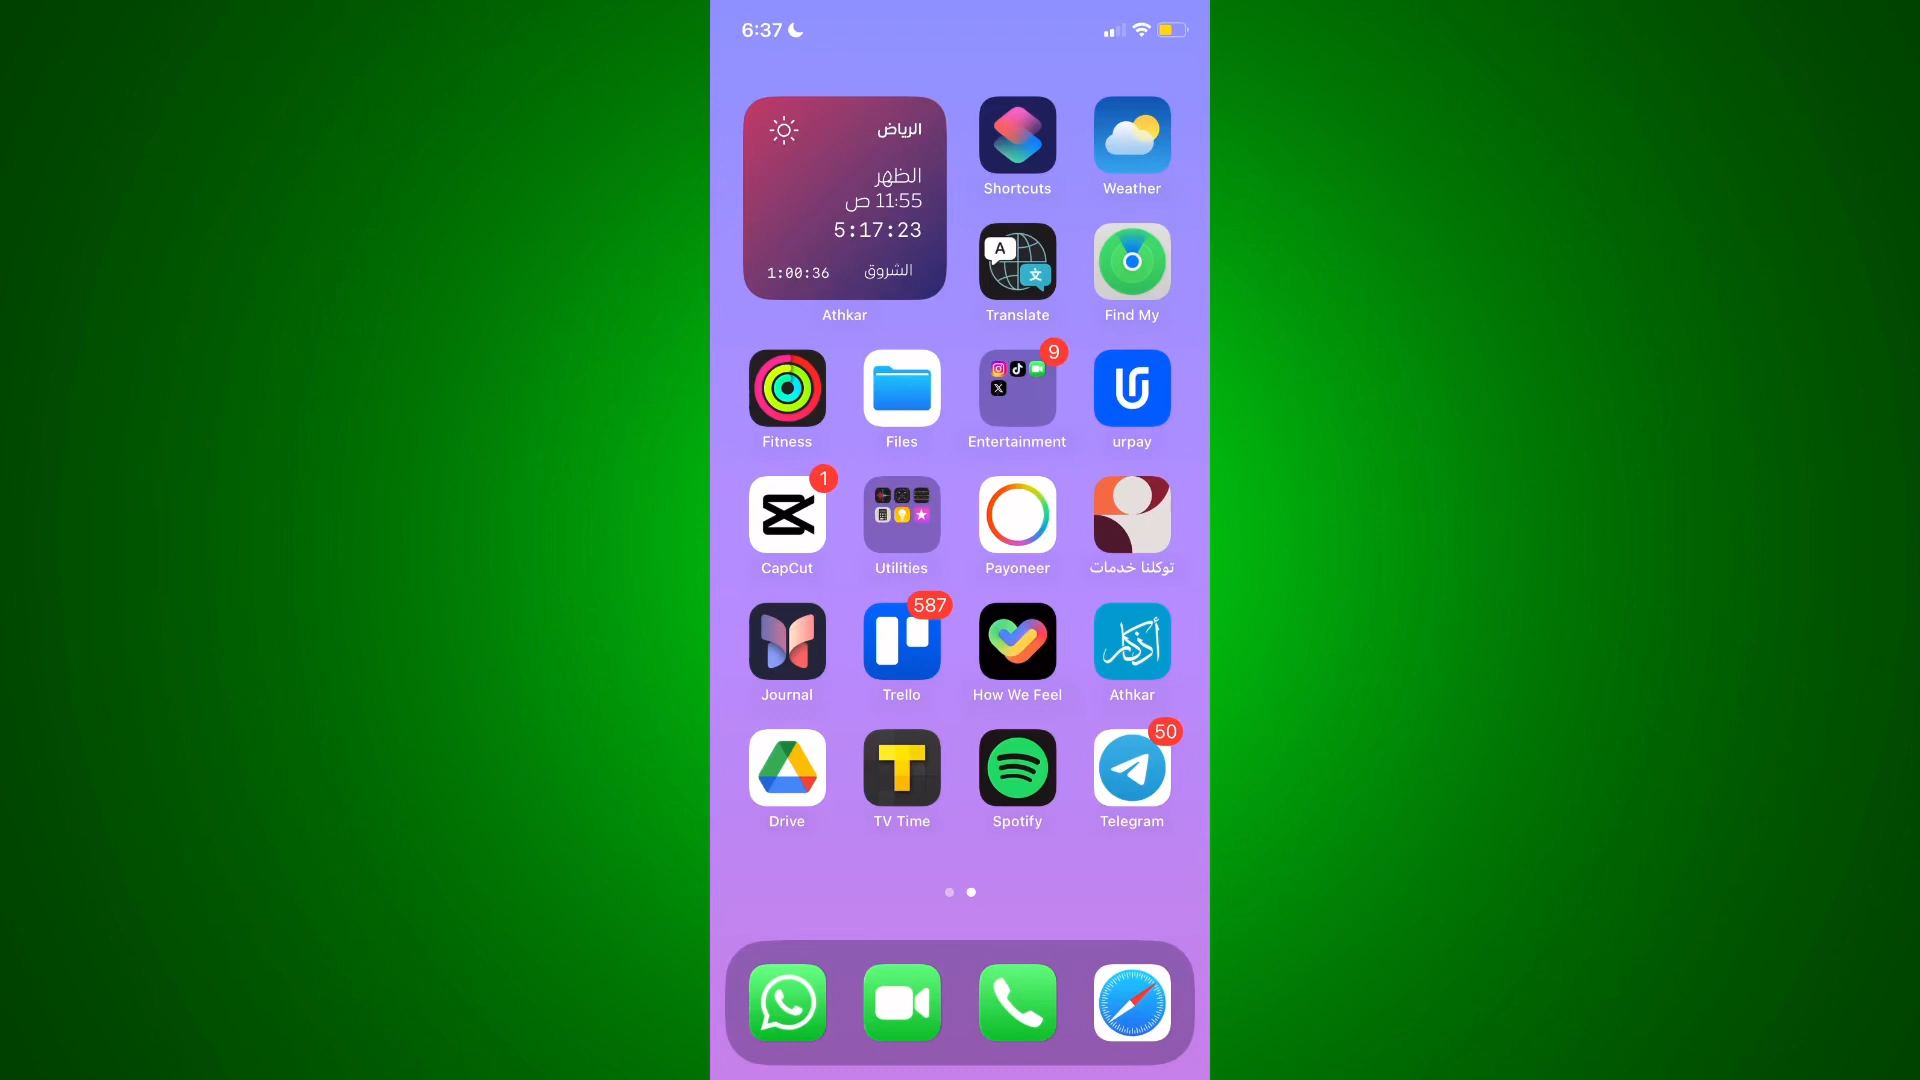 6:37
الرياض
الظهر
11:55 ص
5:17:23
الشروق 1:00:36
Athkar
Shortcuts
Weather
A
文
Translate
Find My
Fitness
Files
9
Entertainment
urpay
1
CapCut
Utilities
Payoneer
توكلنا خدمات
Journal
587
Trello
How We Feel
أذكار
Athkar
Drive
T
TV Time
Spotify
50
Telegram